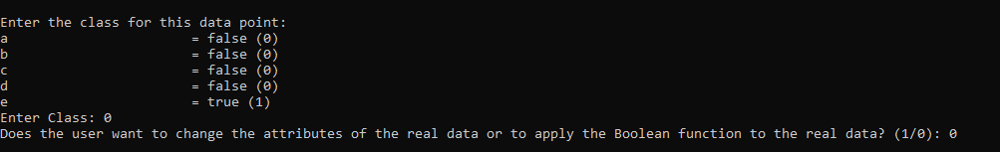 Enter the class for this data point:
a = false (0)
b = false (0)
c = false (0)
d = false (0)
e = true (1)
Enter Class: 0
Does the user want to change the attributes of the real data or to apply the Boolean function to the real data? (1/0): 0